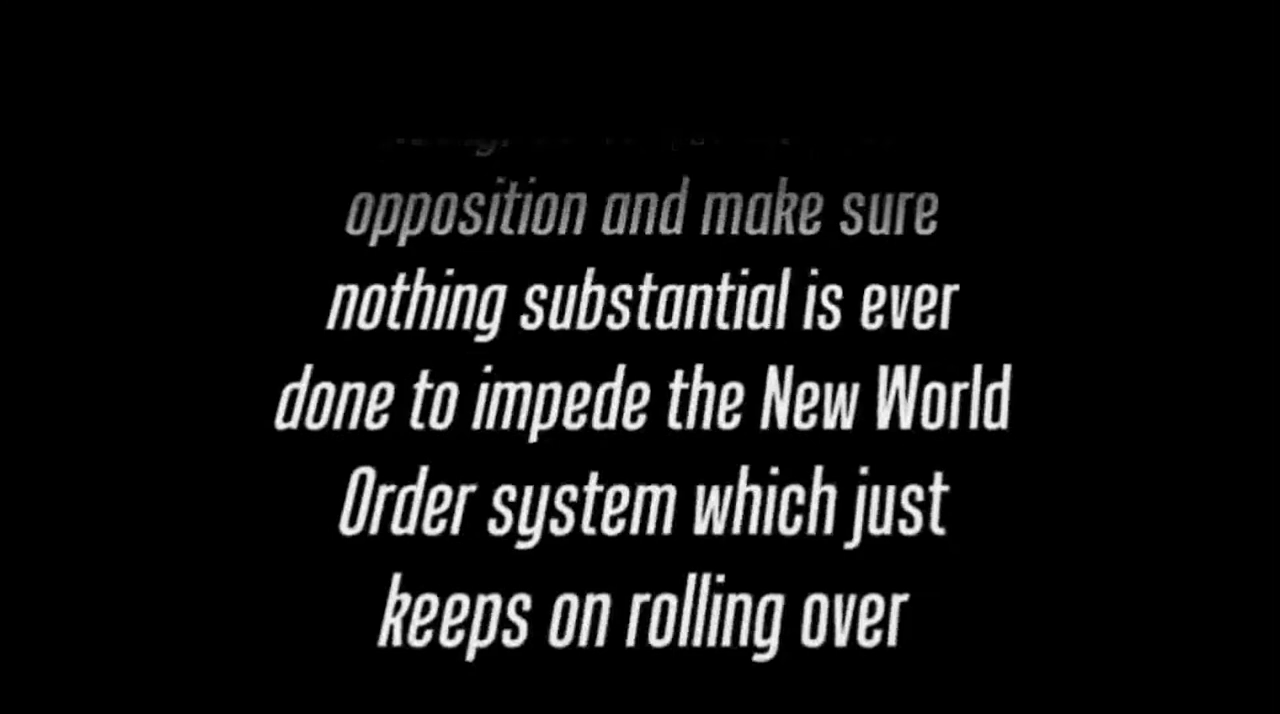 opposition and make sure
nothing substantial is ever
done to impede the New World
Order system which just
keeps on rolling over